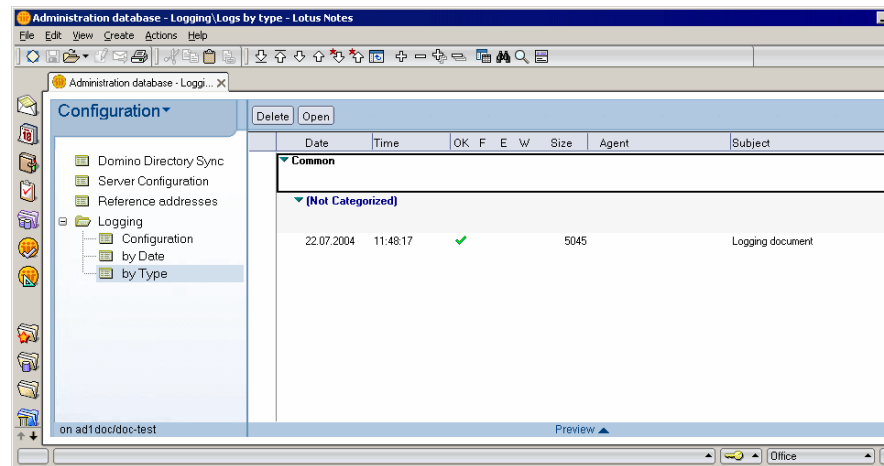 Administration database - Logging\Logs by type - Lotus Notes
File Edit View Create Actions Help
Administration database - Loggi...
Configuration
Delete Open
Date Time OK F E W Size Agent Subject
Domino Directory Sync
Server Configuration
Reference addresses
Logging
Configuration
by Date
by Type
Common
(Not Categorized)
22.07.2004 11:48:17 5045 Logging document
on ad1doc/doc-test
Preview
Office